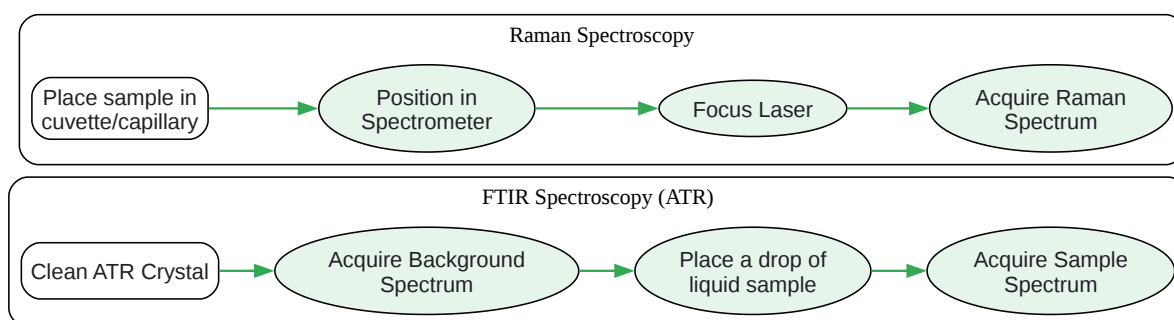 Raman Spectroscopy
Place sample in
cuvette/capillary
Position in
Spectrometer
Focus Laser
Acquire Raman
Spectrum
FTIR Spectroscopy (ATR)
Clean ATR Crystal
Acquire Background
Spectrum
Place a drop of
liquid sample
Acquire Sample
Spectrum